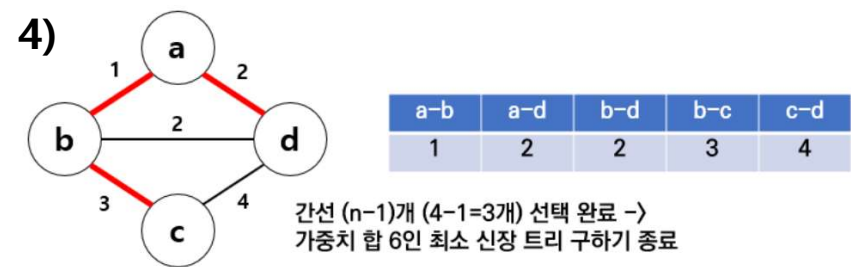 4)
a
1
2
b
2
d
3
4
c
a-b a-d b-d b-c c-d
1 2 2 3 4
간선 (n-1)개 (4-1=3개) 선택 완료 ->
가중치 합 6인 최소 신장 트리 구하기 종료